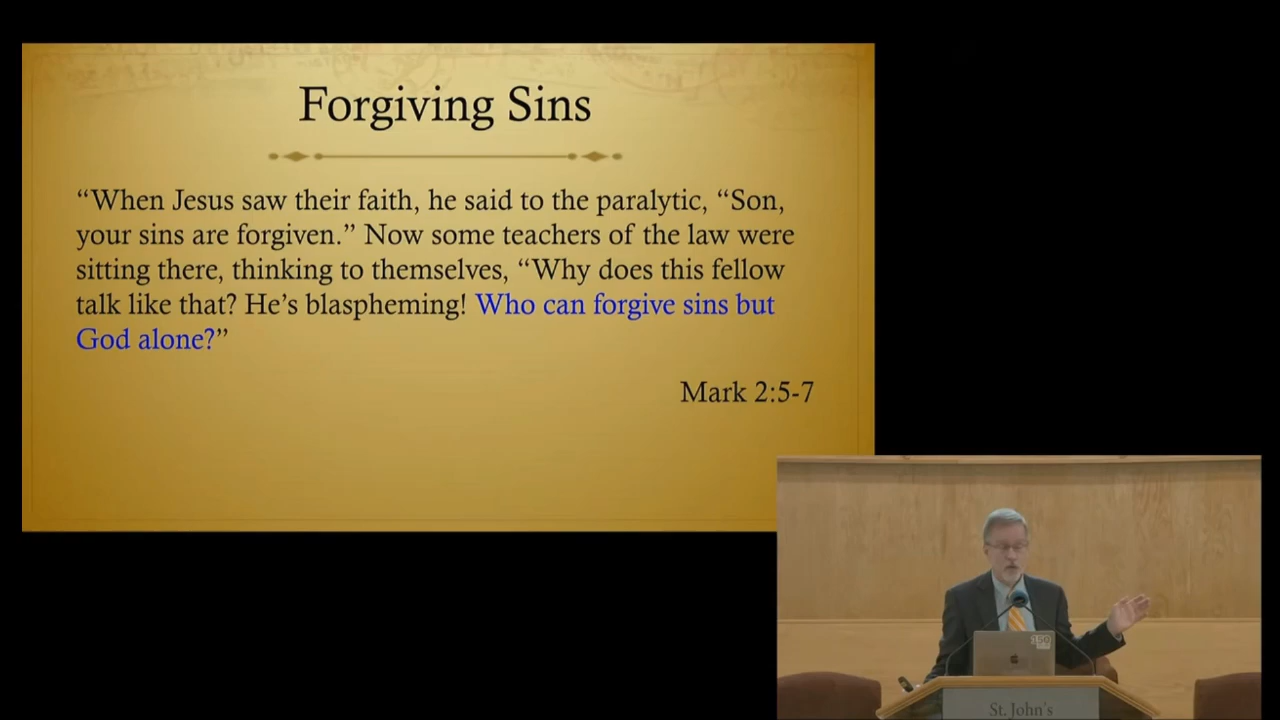 Forgiving Sins
“When Jesus saw their faith, he said to the paralytic, “Son,
your sins are forgiven.” Now some teachers of the law were
sitting there, thinking to themselves, “Why does this fellow
talk like that? He’s blaspheming! Who can forgive sins but
God alone?”
Mark 2:5-7
150
St. John’s